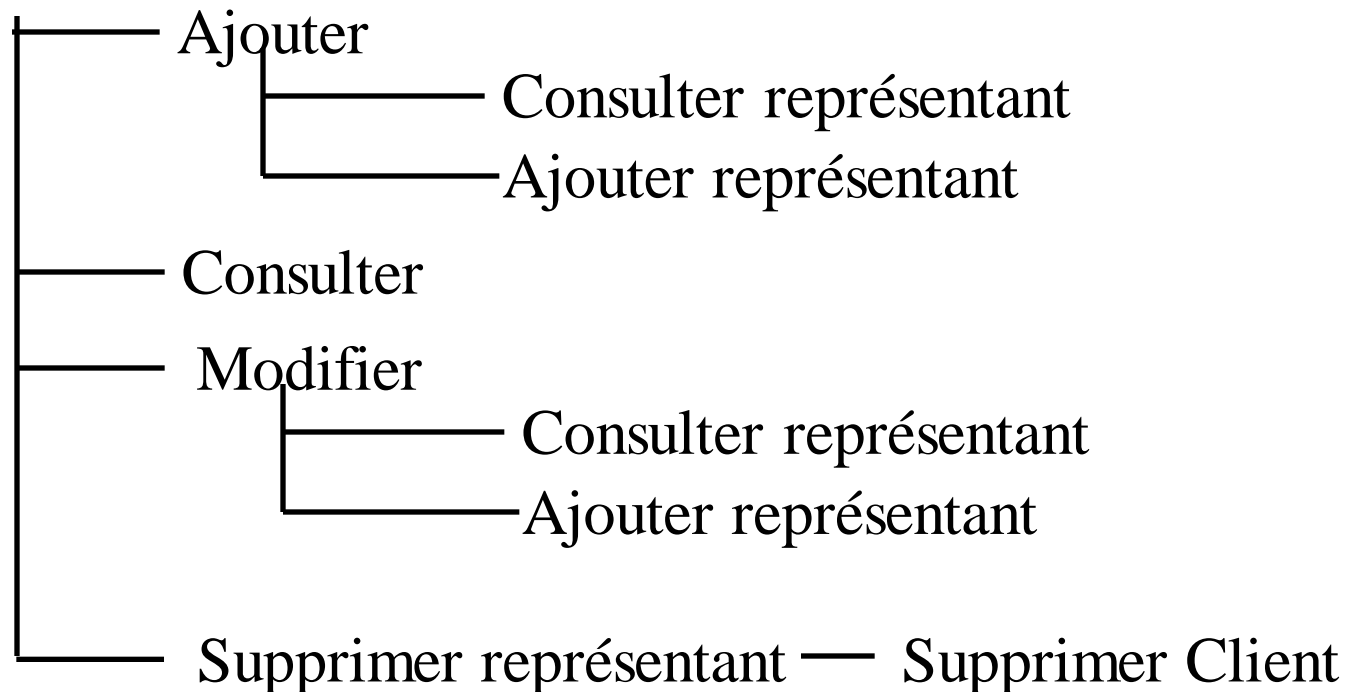 Ajouter
Consulter représentant
Ajouter représentant
Consulter
Modifier
Consulter représentant
Ajouter représentant
Supprimer représentant Supprimer Client